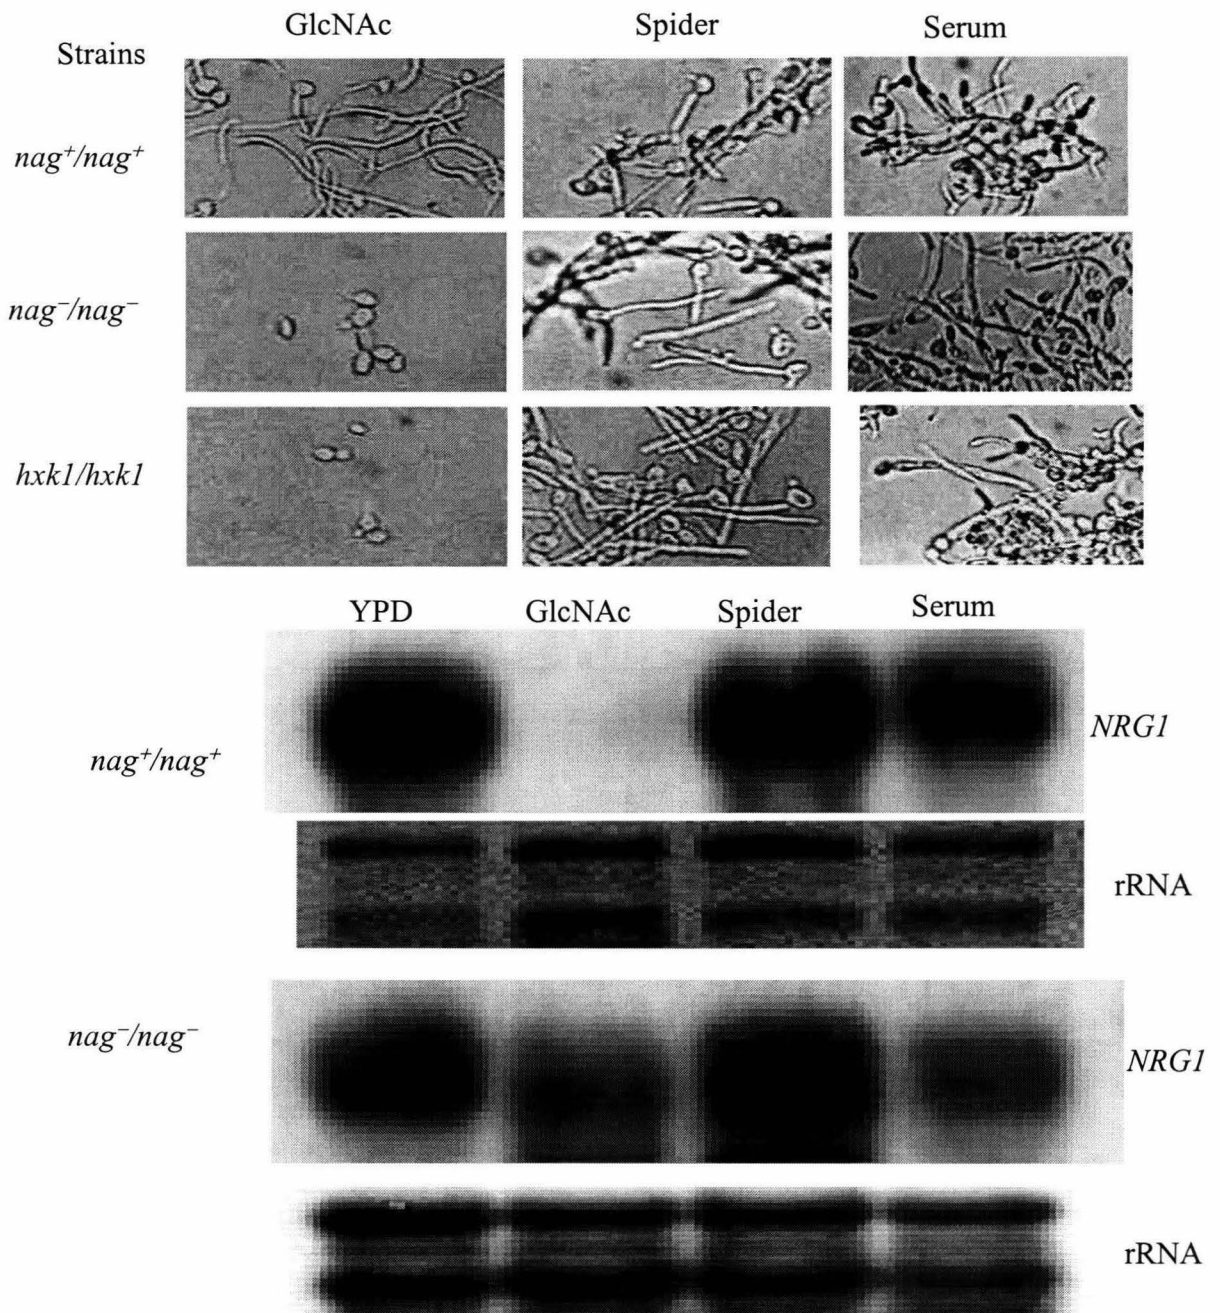 GlcNAc Spider Serum
Strains
nag⁺/nag⁺
nag⁻/nag⁻
hxk1/hxk1
YPD GlcNAc Spider Serum
NRG1
nag⁺/nag⁺
rRNA
nag⁻/nag⁻
NRG1
rRNA